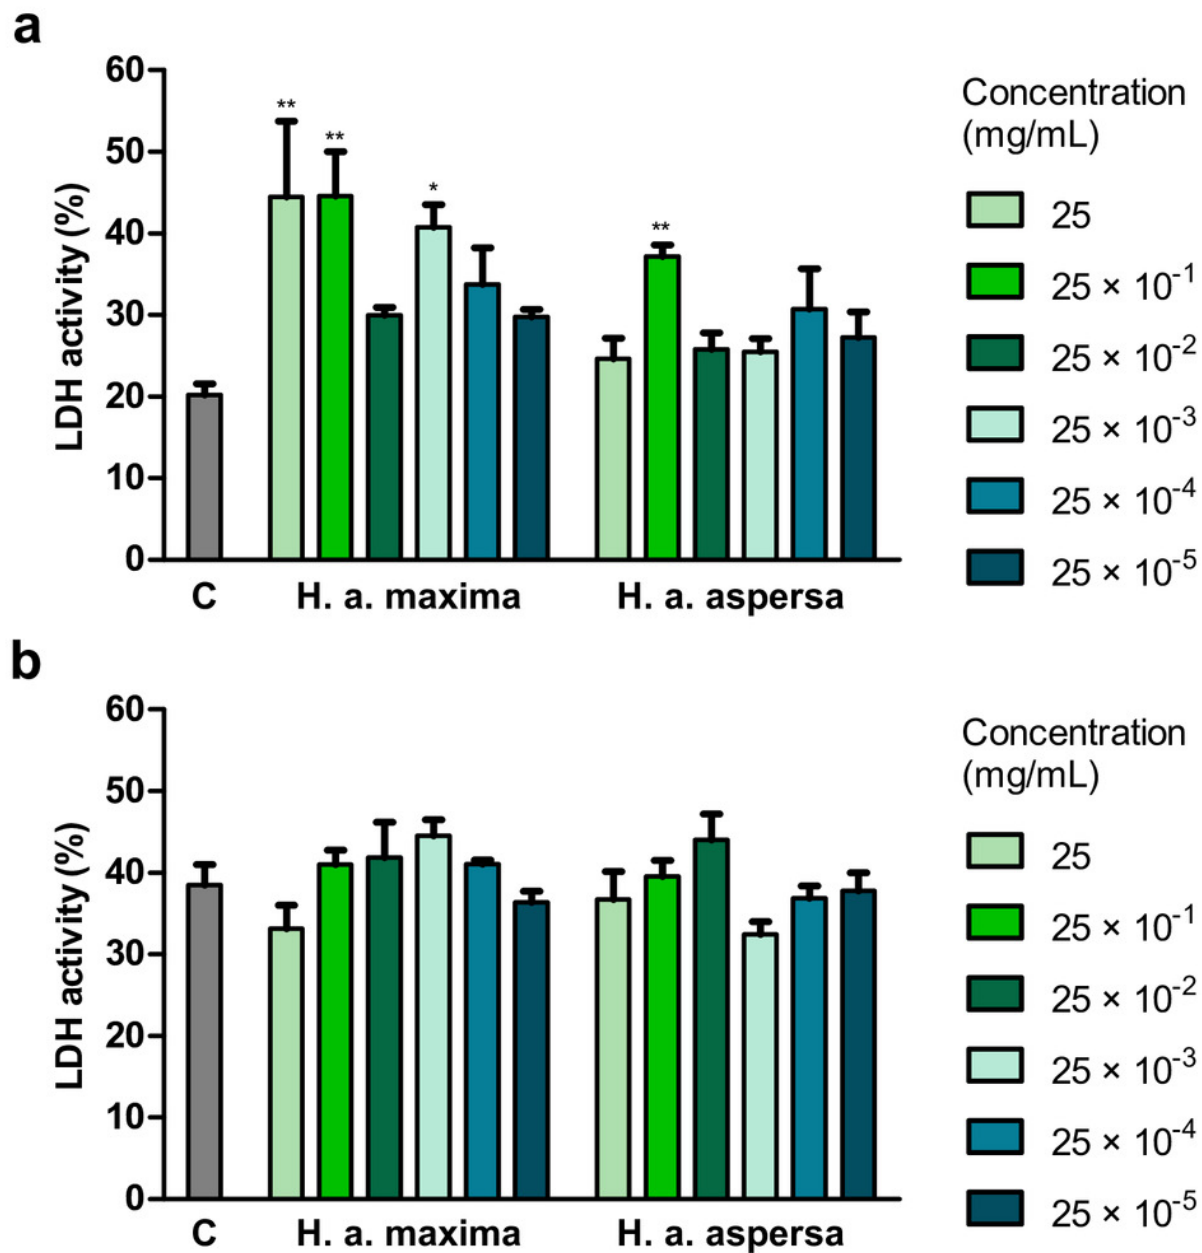 a
LDH activity (%)
60
50
40
30
20
10
0
**
**
*
**
C
H. a. maxima
H. a. aspersa
Concentration
(mg/mL)
25
25 × 10⁻¹
25 × 10⁻²
25 × 10⁻³
25 × 10⁻⁴
25 × 10⁻⁵
b
LDH activity (%)
60
50
40
30
20
10
0
C
H. a. maxima
H. a. aspersa
Concentration
(mg/mL)
25
25 × 10⁻¹
25 × 10⁻²
25 × 10⁻³
25 × 10⁻⁴
25 × 10⁻⁵